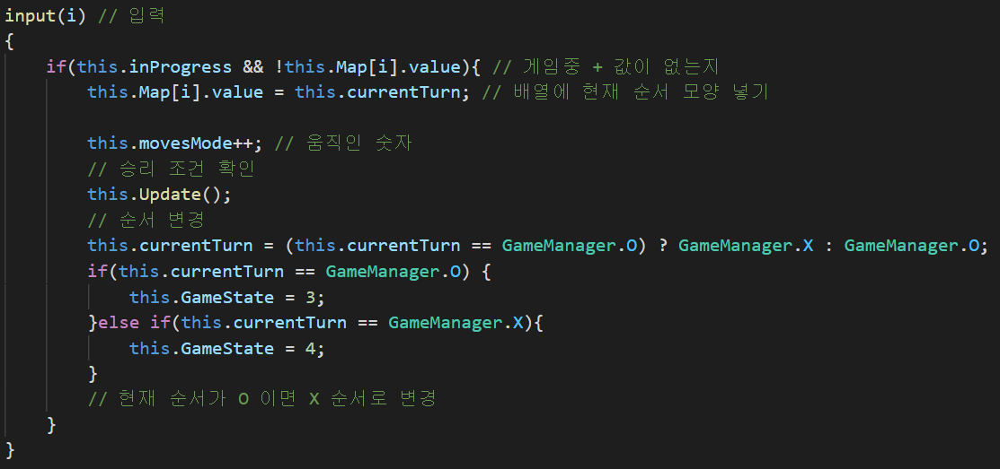 input(i) // 입력
{
if(this.inProgress && !this.Map[i].value){ // 게임중 + 값이 없는지
this.Map[i].value = this.currentTurn; // 배열에 현재 순서 모양 넣기
this.movesMode++; // 움직인 숫자
// 승리 조건 확인
this.Update();
// 순서 변경
this.currentTurn = (this.currentTurn == GameManager.O) ? GameManager.X : GameManager.O;
if(this.currentTurn == GameManager.O) {
this.GameState = 3;
}else if(this.currentTurn == GameManager.X){
this.GameState = 4;
}
// 현재 순서가 O 이면 X 순서로 변경
}
}